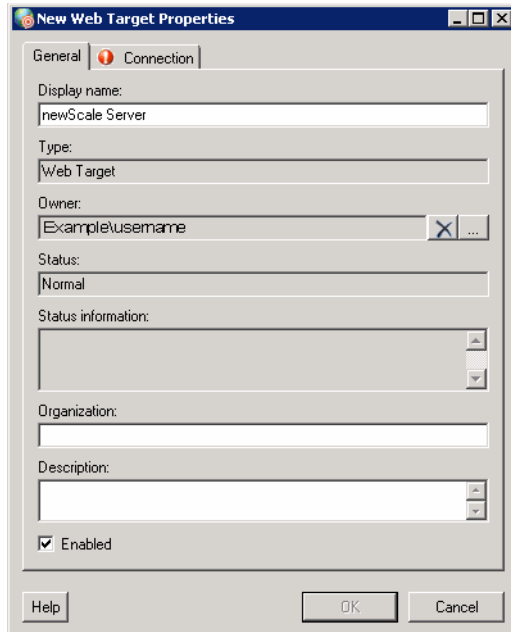 New Web Target Properties
General
Connection
Display name:
newScale Server
Type:
Web Target
Owner:
Example\username
...
Status:
Normal
Status information:
Organization:
Description:
Enabled
Help
OK
Cancel